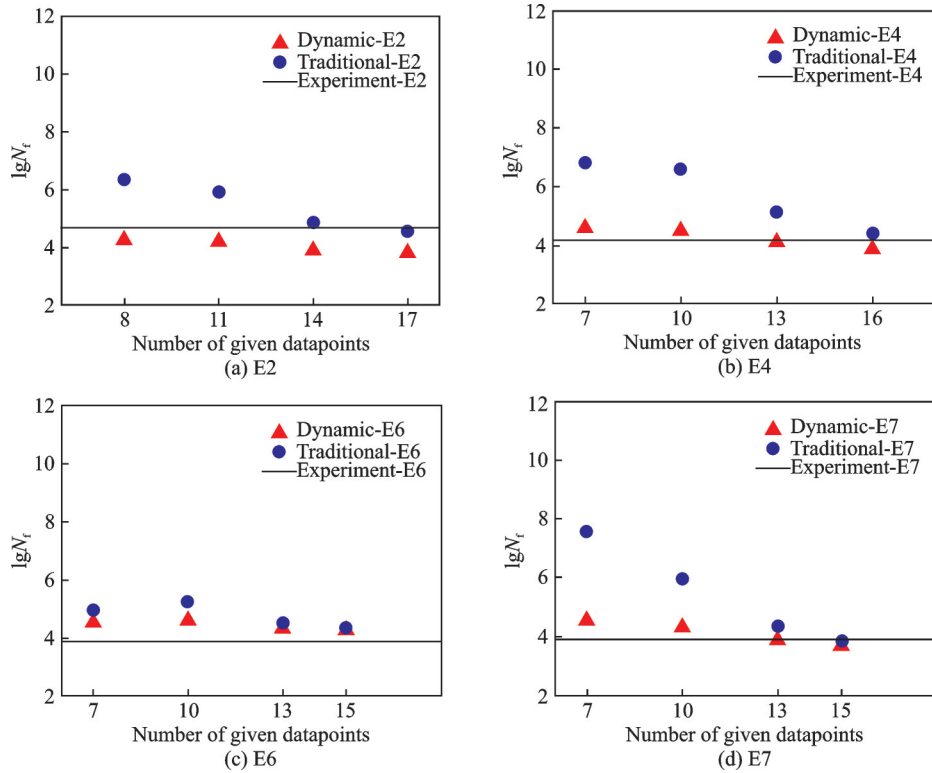 12
10
8
6
4
2
lgNf
Dynamic-E2
Traditional-E2
Experiment-E2
8 11 14 17
Number of given datapoints
(a) E2
12
10
8
6
4
2
lgNf
Dynamic-E4
Traditional-E4
Experiment-E4
7 10 13 16
Number of given datapoints
(b) E4
12
10
8
6
4
2
lgNf
Dynamic-E6
Traditional-E6
Experiment-E6
7 10 13 15
Number of given datapoints
(c) E6
12
10
8
6
4
2
lgNf
Dynamic-E7
Traditional-E7
Experiment-E7
7 10 13 15
Number of given datapoints
(d) E7